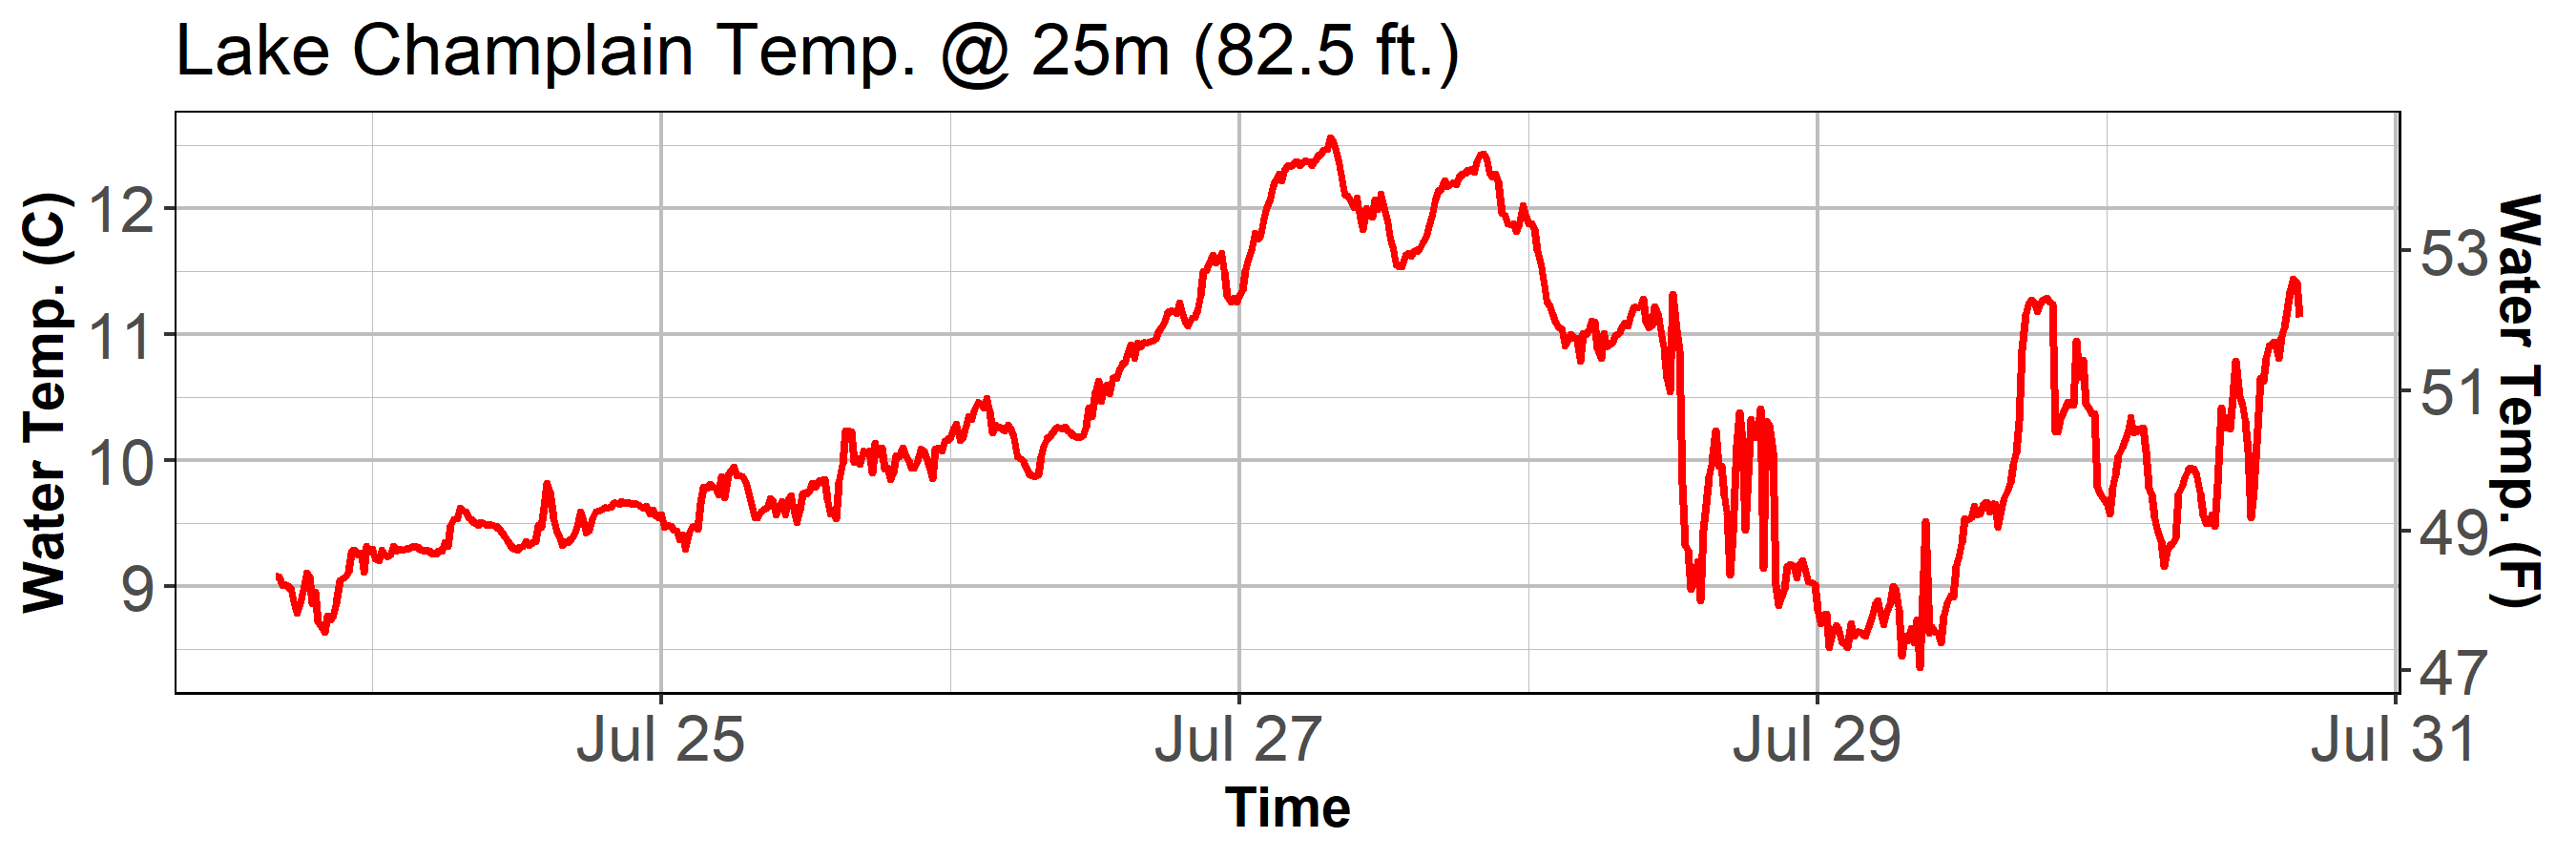 Lake Champlain Temp. @ 25m (82.5 ft.)
Water Temp. (C)
12
11
10
9
53
51
49
47
Water Temp. (F)
Jul 25 Jul 27 Jul 29 Jul 31
Time